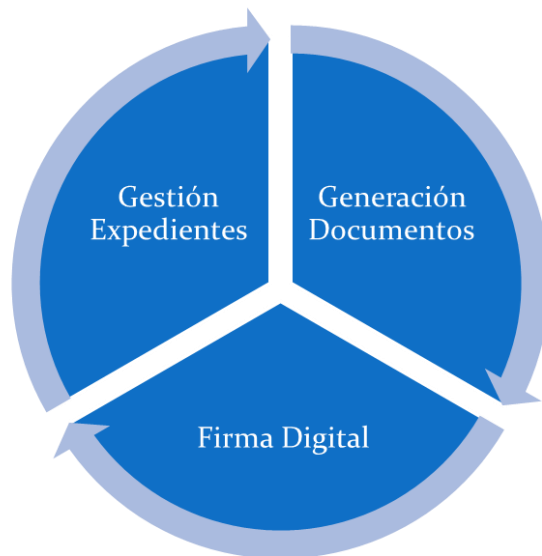 Gestión
Expedientes
Generación
Documentos
Firma Digital